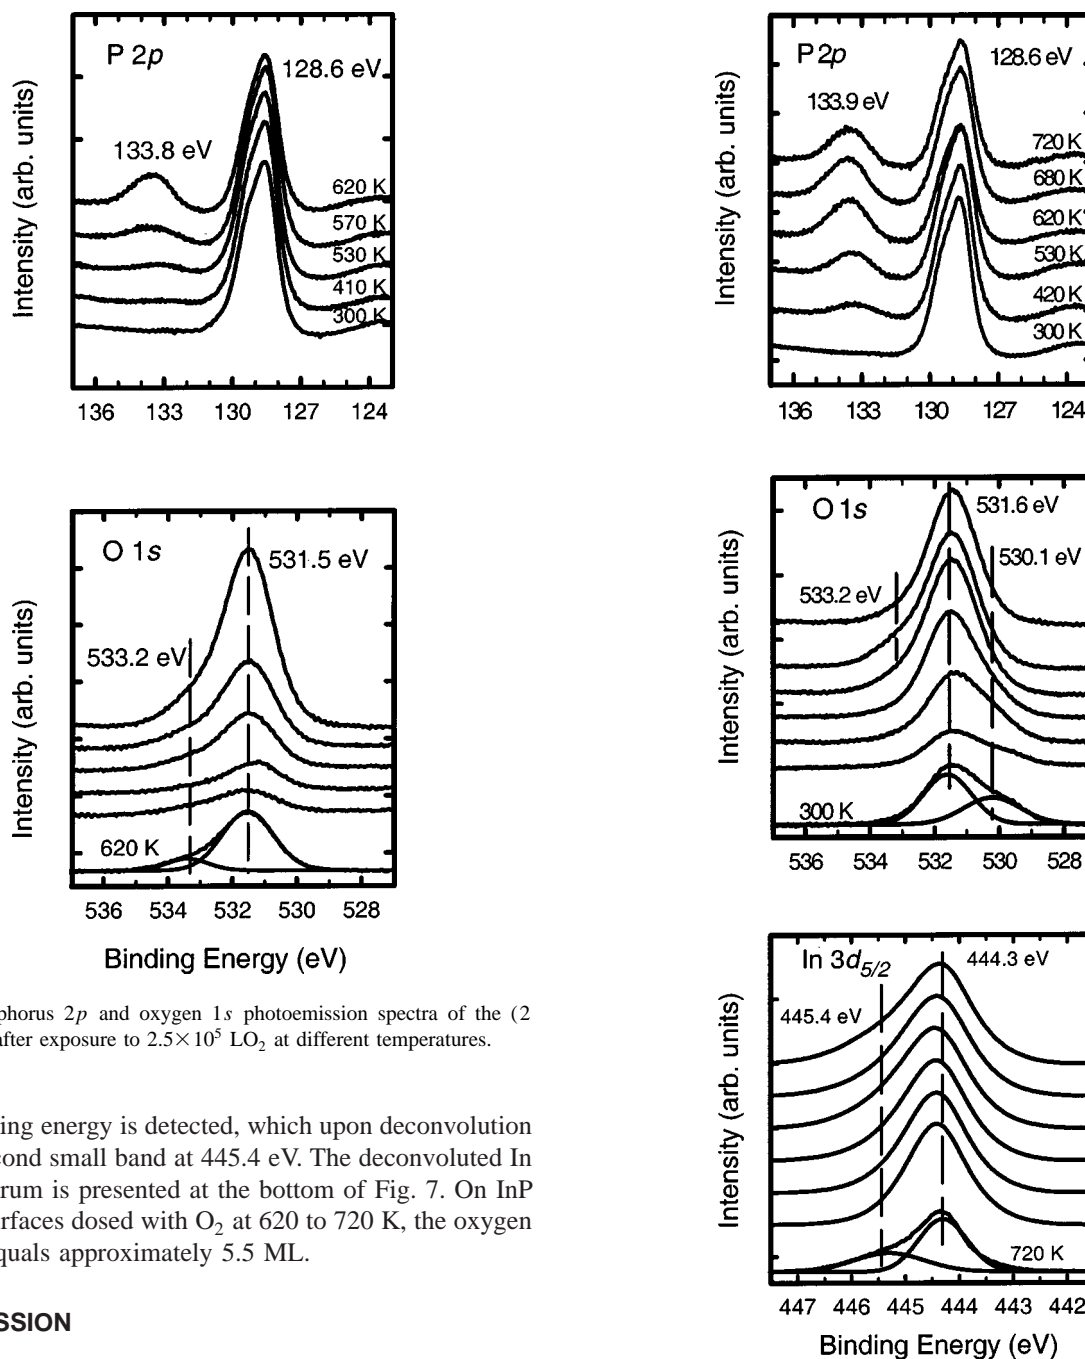 P 2p
128.6 eV
133.8 eV
620 K
570 K
530 K
410 K
300 K
Intensity (arb. units)
136 133 130 127 124
O 1s
531.5 eV
533.2 eV
620 K
Intensity (arb. units)
536 534 532 530 528
Binding Energy (eV)
phorus 2p and oxygen 1s photoemission spectra of the (2
after exposure to 2.5×10⁵ LO₂ at different temperatures.
ing energy is detected, which upon deconvolution
cond small band at 445.4 eV. The deconvoluted In
rum is presented at the bottom of Fig. 7. On InP
rfaces dosed with O₂ at 620 to 720 K, the oxygen
quals approximately 5.5 ML.
SSION
P 2p
128.6 eV
133.9 eV
720 K
680 K
620 K
530 K
420 K
300 K
Intensity (arb. units)
136 133 130 127 124
O 1s
531.6 eV
530.1 eV
533.2 eV
300 K
Intensity (arb. units)
536 534 532 530 528
In 3d5/2
444.3 eV
445.4 eV
720 K
Intensity (arb. units)
447 446 445 444 443 442
Binding Energy (eV)